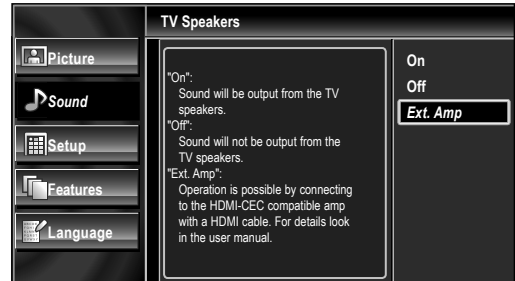 TV Speakers
Picture
Sound
Setup
Features
Language
"On":
Sound will be output from the TV
speakers.
"Off":
Sound will not be output from the
TV speakers.
"Ext. Amp":
Operation is possible by connecting
to the HDMI-CEC compatible amp
with a HDMI cable. For details look
in the user manual.
On
Off
Ext. Amp